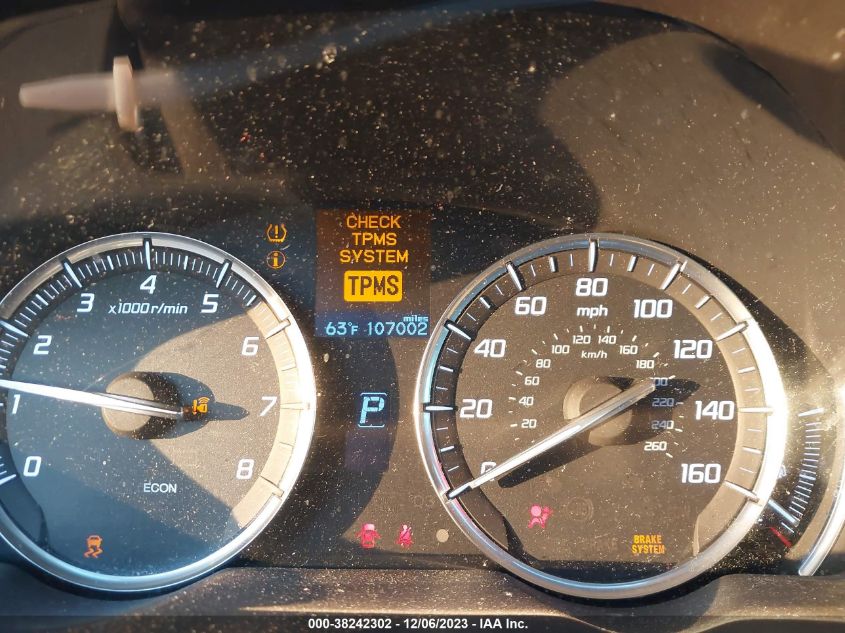 CHECK
TPMS
SYSTEM
TPMS
miles
63°F 107002
P
0 1 2 3 4 5 6 7 8
x1000r/min
ECON
0 20 40 60 80 100 120 140 160
mph
20 40 60 80 100 120 140 160 180 200 220 240 260
km/h
BRAKE
SYSTEM
000-38242302 - 12/06/2023 - IAA Inc.